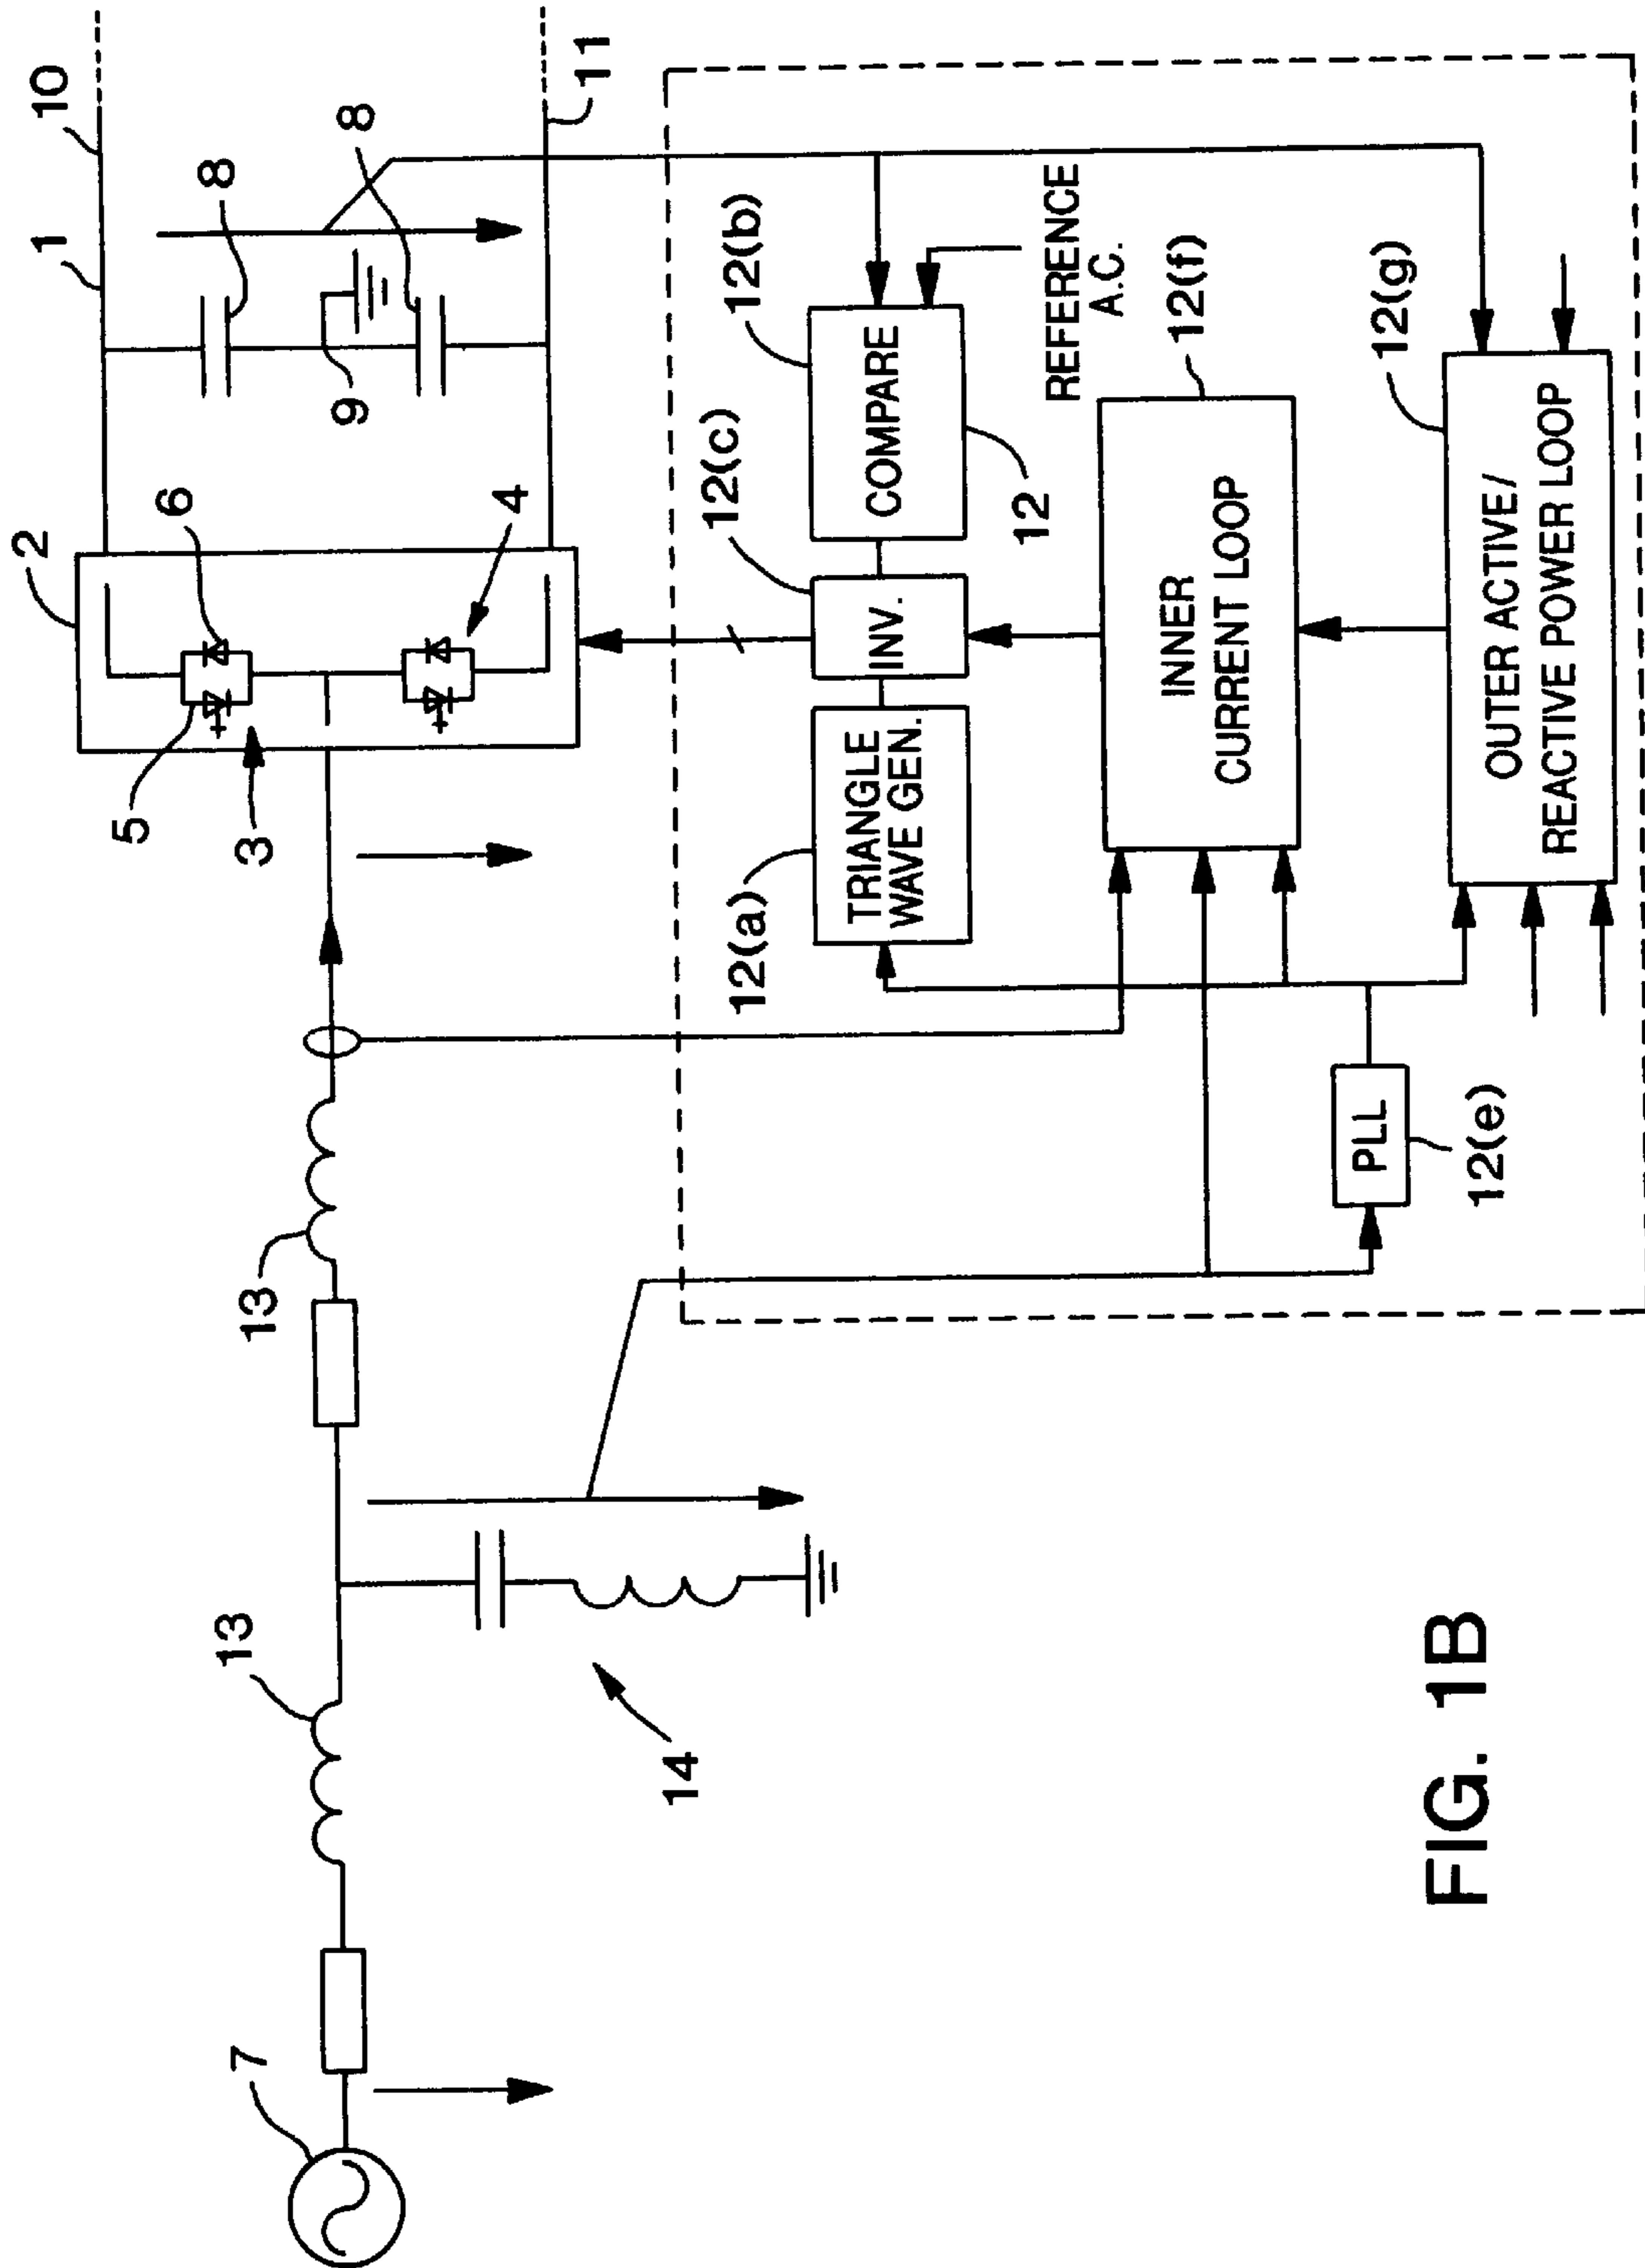 10
1
8
8
11
2
6
9
4
5
3
12(c)
12(b)
COMPARE
INV.
12
REFERENCE
A.C.
12(a)
TRIANGLE
WAVE GEN.
12(f)
INNER
CURRENT LOOP
12(g)
OUTER ACTIVE/
REACTIVE POWER LOOP
PLL
12(e)
13
13
14
7
FIG. 1B